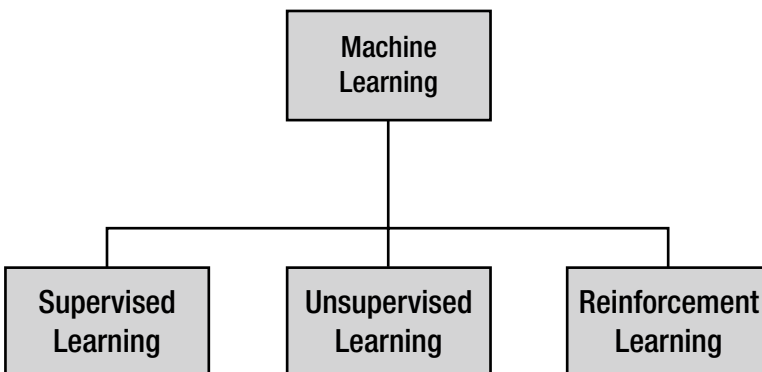 Machine
Learning
Supervised
Learning
Unsupervised
Learning
Reinforcement
Learning